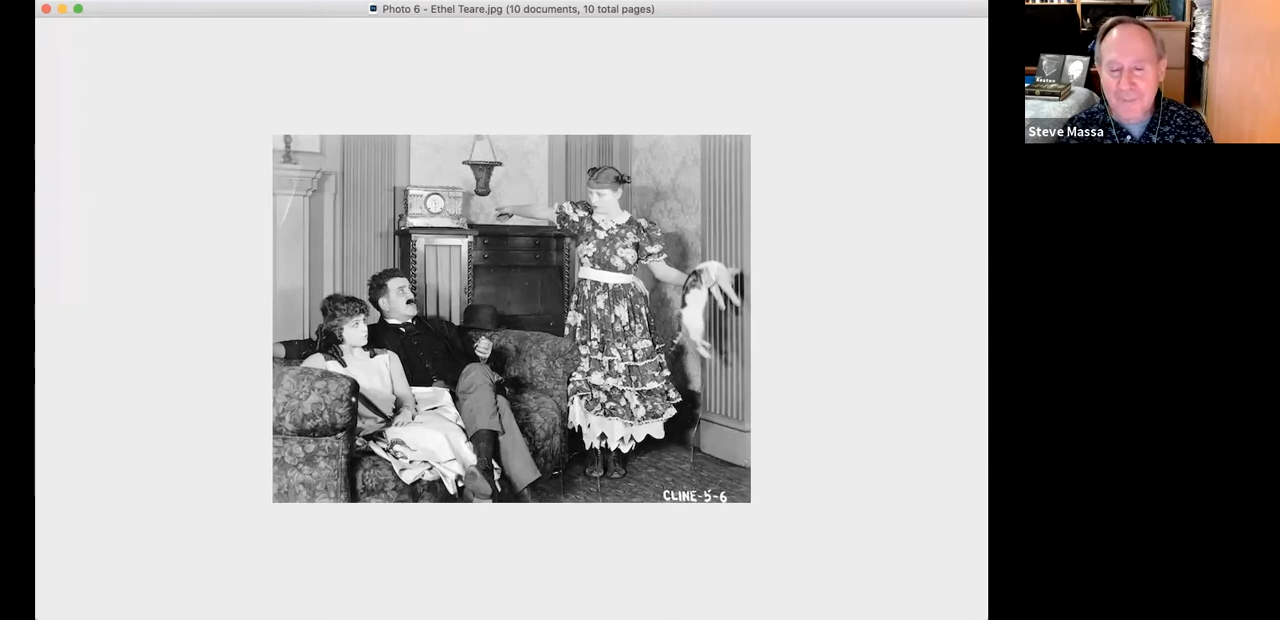 Photo 6 - Ethel Teare.jpg (10 documents, 10 total pages)
Steve Massa
CLINE-5-6